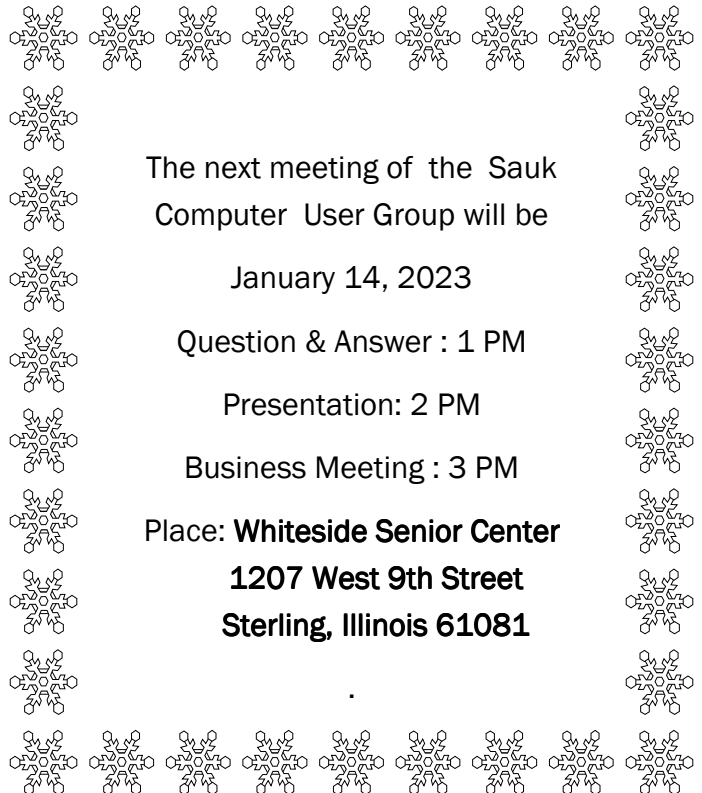 The next meeting of  the  Sauk
Computer  User Group will be
January 14, 2023
Question & Answer : 1 PM
Presentation: 2 PM
Business Meeting : 3 PM
Place: Whiteside Senior Center
1207 West 9th Street
Sterling, Illinois 61081
.